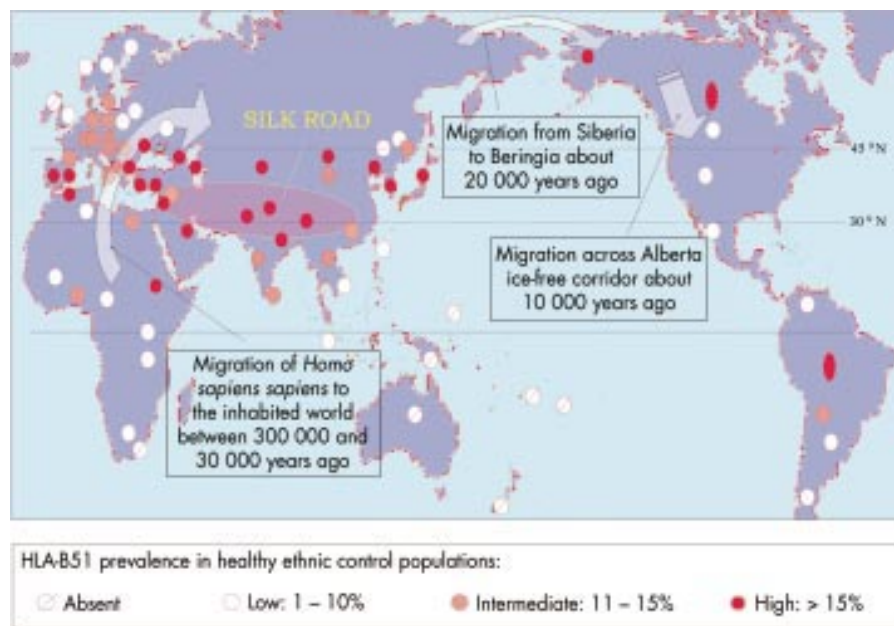 SILK ROAD
Migration from Siberia
to Beringia about
20 000 years ago
45° N
30° N
Migration across Alberta
ice-free corridor about
10 000 years ago
Migration of Homo
sapiens sapiens to
the inhabited world
between 300 000 and
30 000 years ago
HLA-B51 prevalence in healthy ethnic control populations:
Absent Low: 1 – 10% Intermediate: 11 – 15% High: > 15%